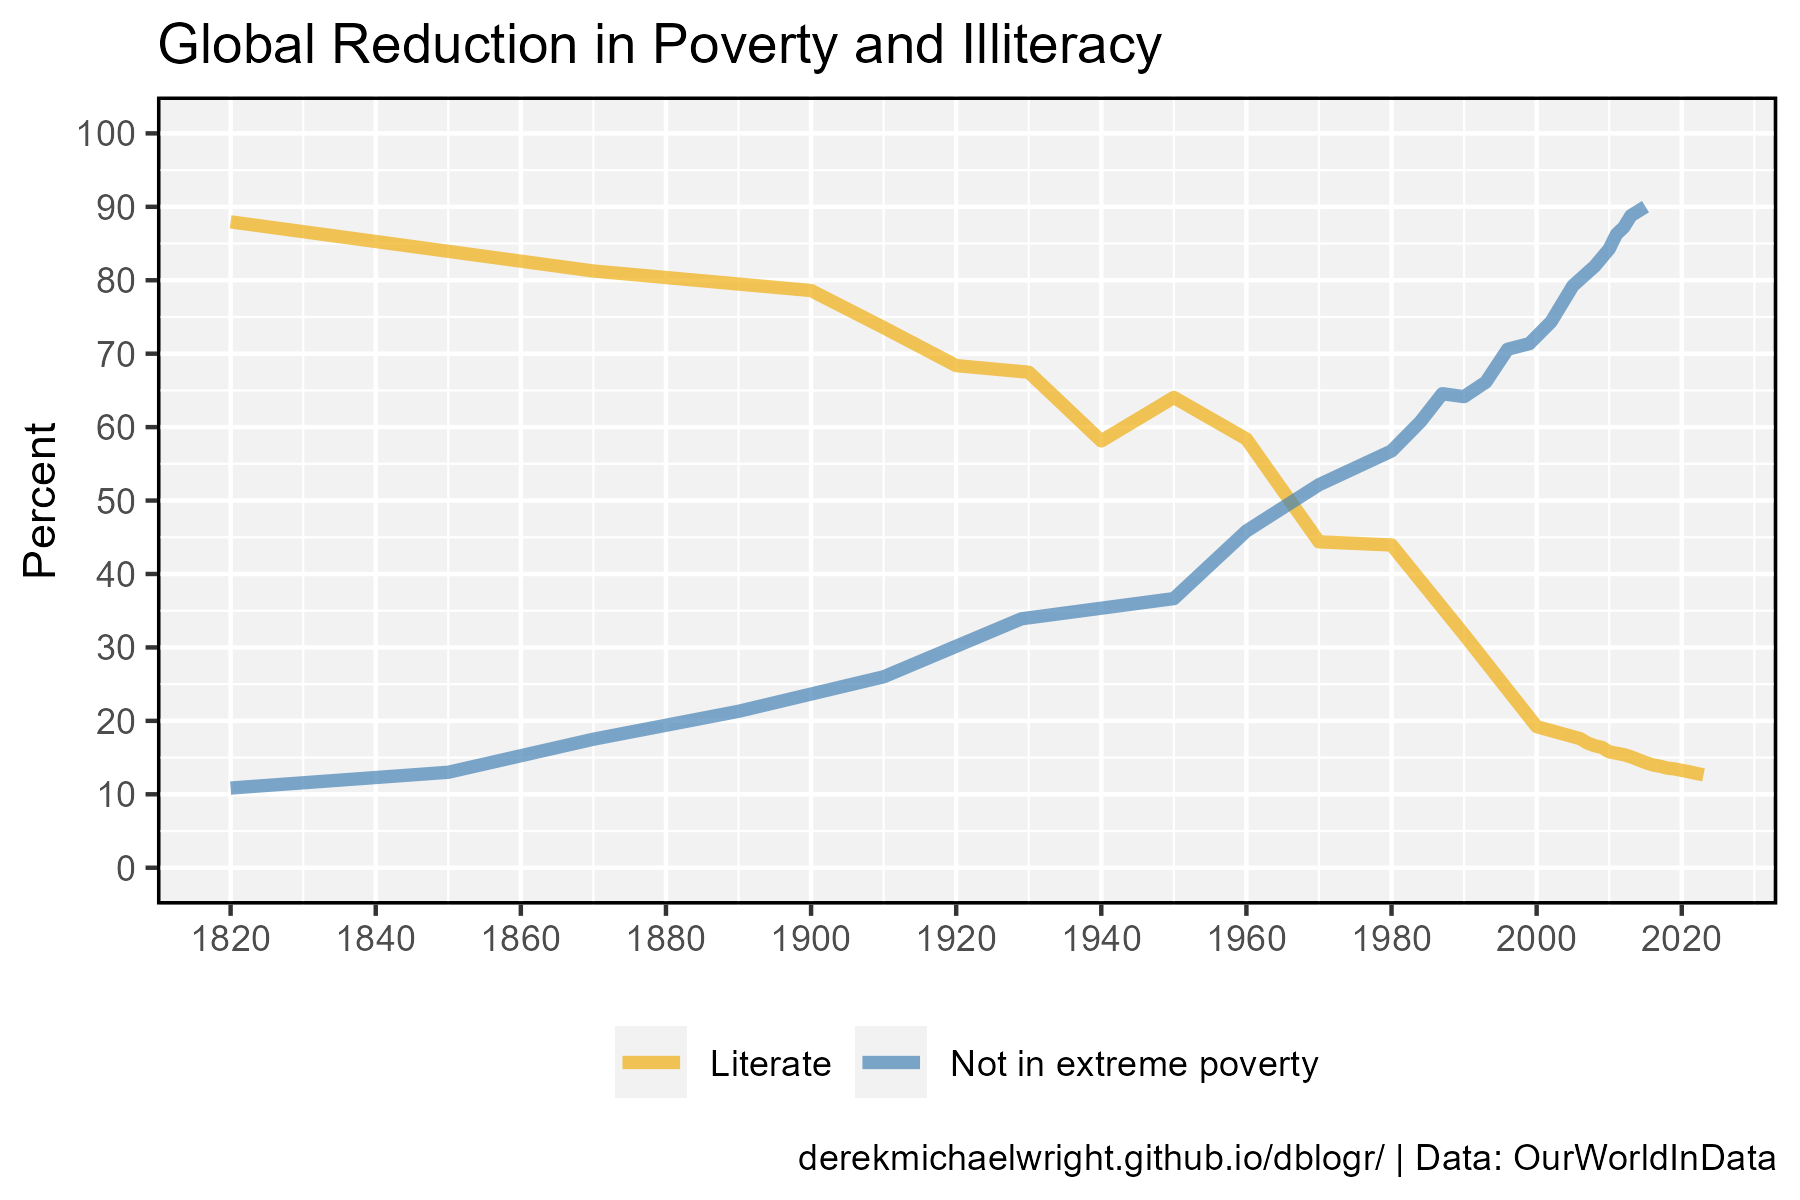 Global Reduction in Poverty and Illiteracy
Percent
100
90
80
70
60
50
40
30
20
10
0
1820 1840 1860 1880 1900 1920 1940 1960 1980 2000 2020
Literate Not in extreme poverty
derekmichaelwright.github.io/dblogr/ | Data: OurWorldInData